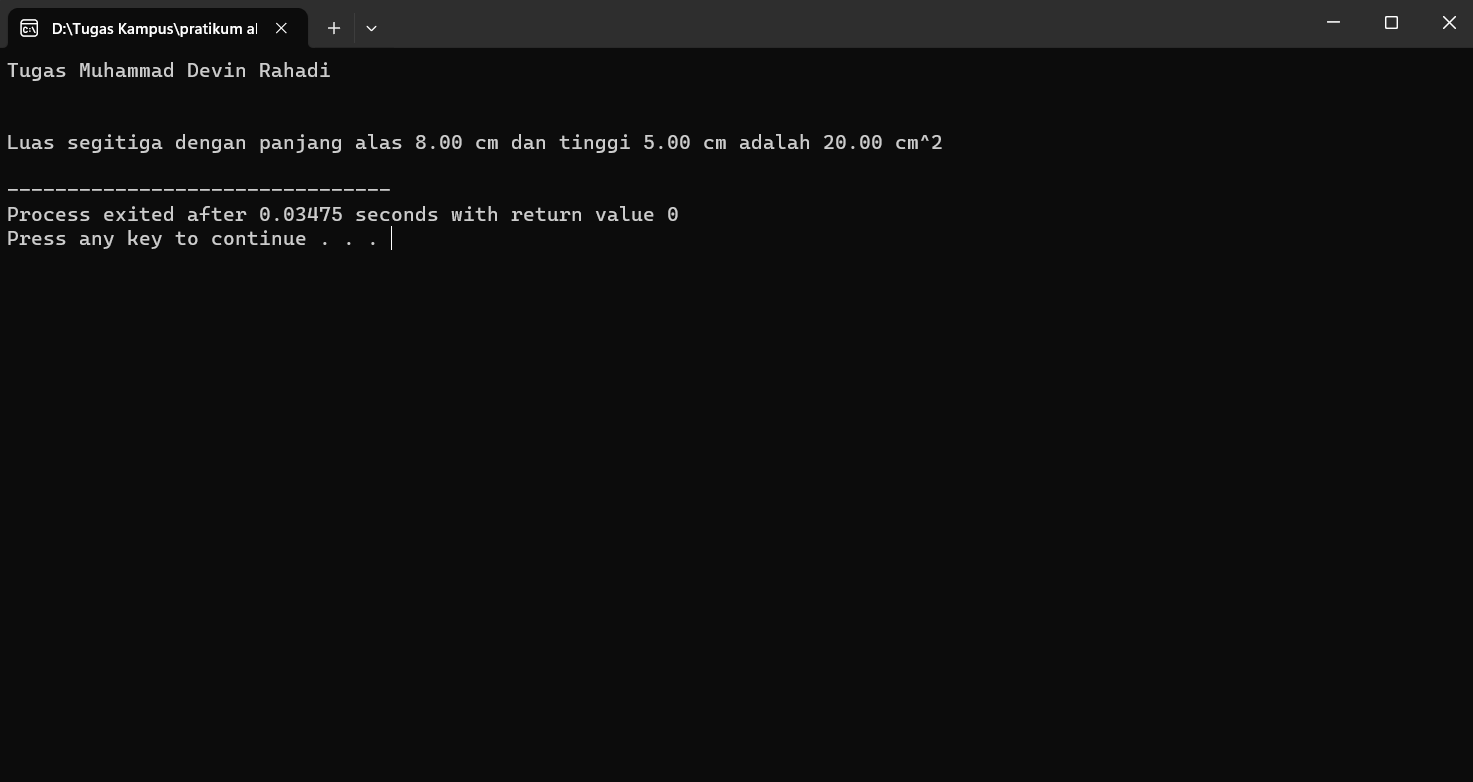 D:\Tugas Kampus\pratikum al
Tugas Muhammad Devin Rahadi
Luas segitiga dengan panjang alas 8.00 cm dan tinggi 5.00 cm adalah 20.00 cm^2
--------------------------------
Process exited after 0.03475 seconds with return value 0
Press any key to continue . . .